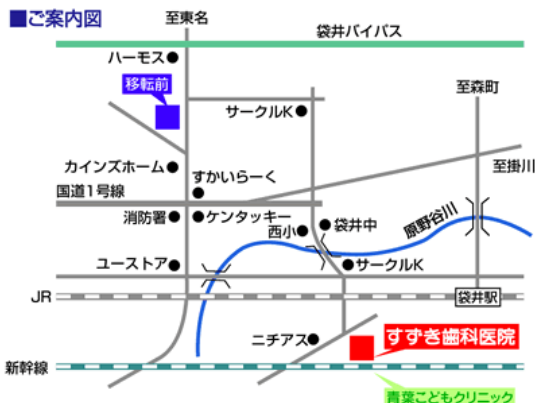 ■ご案内図
至東名
袋井バイパス
ハーモス
移転前
至森町
サークルK
至掛川
カインズホーム
すかいらーく
国道1号線
消防署
ケンタッキー
西小
袋井中
原野谷川
ユーストア
サークルK
JR
袋井駅
ニチアス
すずき歯科医院
新幹線
青葉こどもクリニック